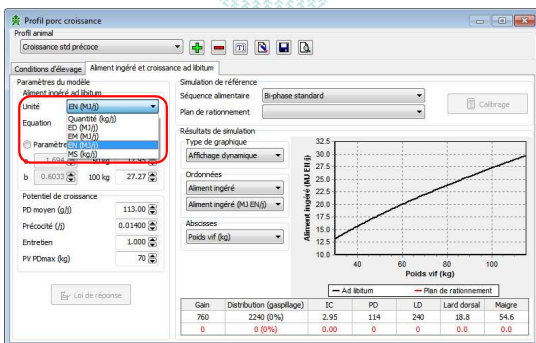 Profil porc croissance
Profil animal
Croissance std précoce
Conditions d'élevage
Aliment ingéré et croissance ad libitum
Paramètres du modèle
Aliment ingéré ad libitum
Unité EN (MJ/j)
Quantité (kg/j)
ED (MJ/j)
EM (MJ/j)
EN (MJ/j)
MS (kg/j)
Equation
Paramètre
1.694
17.95
b 0.6033 100 kg 27.27
Potentiel de croissance
PD moyen (g/j) 113.00
Précocité (/j) 0.01400
Entretien 1.000
PV PDmax (kg) 70
Loi de réponse
Simulation de référence
Séquence alimentaire Bi-phase standard
Plan de rationnement
Calibrage
Résultats de simulation
Type de graphique
Affichage dynamique
Ordonnées
Aliment ingéré
Aliment ingéré (MJ EN/j)
Abscisses
Poids vif (kg)
Aliment ingéré (MJ EN/j)
32.5
30.0
27.5
25.0
22.5
20.0
17.5
15.0
12.5
10.0
40 60 80 100
Poids vif (kg)
Ad libitum Plan de rationnement
Gain Distribution (gaspillage) IC PD LD Lard dorsal Maigre
760 2240 (0%) 2.95 114 240 18.8 54.6
0 0 (0%) 0.00 0 0 0.0 0.0